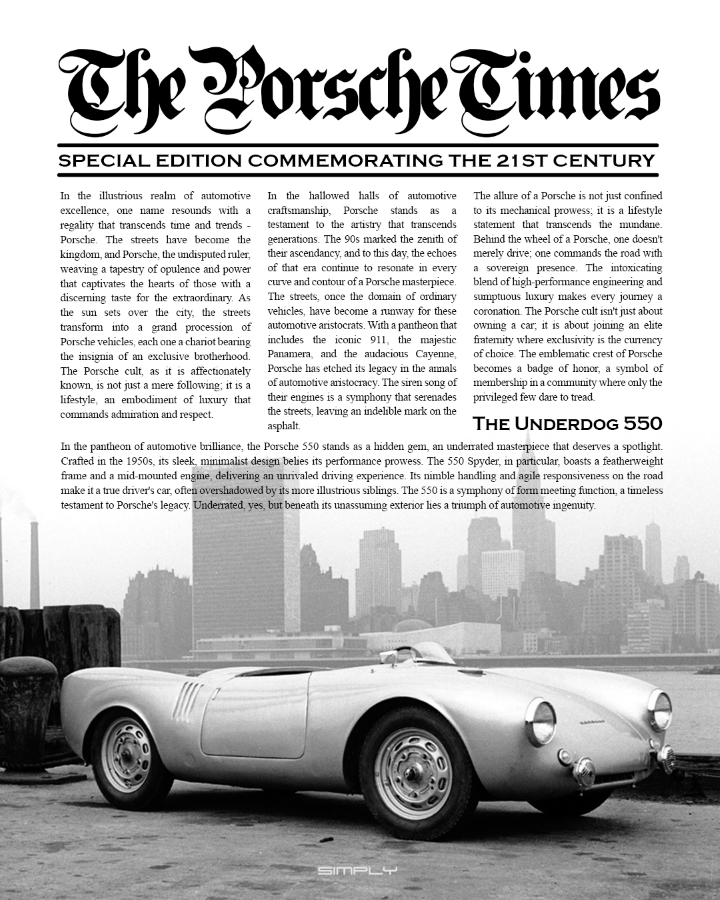 The Porsche Times
SPECIAL EDITION COMMEMORATING THE 21ST CENTURY
In the illustrious realm of automotive
excellence, one name resounds with a
regality that transcends time and trends -
Porsche. The streets have become the
kingdom, and Porsche, the undisputed ruler,
weaving a tapestry of opulence and power
that captivates the hearts of those with a
discerning taste for the extraordinary. As
the sun sets over the city, the streets
transform into a grand procession of
Porsche vehicles, each one a chariot bearing
the insignia of an exclusive brotherhood.
The Porsche cult, as it is affectionately
known, is not just a mere following; it is a
lifestyle, an embodiment of luxury that
commands admiration and respect.
In the hallowed halls of automotive
craftsmanship, Porsche stands as a
testament to the artistry that transcends
generations. The 90s marked the zenith of
their ascendancy, and to this day, the echoes
of that era continue to resonate in every
curve and contour of a Porsche masterpiece.
The streets, once the domain of ordinary
vehicles, have become a runway for these
automotive aristocrats. With a pantheon that
includes the iconic 911, the majestic
Panamera, and the audacious Cayenne,
Porsche has etched its legacy in the annals
of automotive aristocracy. The siren song of
their engines is a symphony that serenades
the streets, leaving an indelible mark on the
asphalt.
The allure of a Porsche is not just confined
to its mechanical prowess; it is a lifestyle
statement that transcends the mundane.
Behind the wheel of a Porsche, one doesn't
merely drive; one commands the road with
a sovereign presence. The intoxicating
blend of high-performance engineering and
sumptuous luxury makes every journey a
coronation. The Porsche cult isn't just about
owning a car; it is about joining an elite
fraternity where exclusivity is the currency
of choice. The emblematic crest of Porsche
becomes a badge of honor, a symbol of
membership in a community where only the
privileged few dare to tread.
THE UNDERDOG 550
In the pantheon of automotive brilliance, the Porsche 550 stands as a hidden gem, an underrated masterpiece that deserves a spotlight.
Crafted in the 1950s, its sleek, minimalist design belies its performance prowess. The 550 Spyder, in particular, boasts a featherweight
frame and a mid-mounted engine, delivering an unrivaled driving experience. Its nimble handling and agile responsiveness on the road
make it a true driver's car, often overshadowed by its more illustrious siblings. The 550 is a symphony of form meeting function, a timeless
testament to Porsche's legacy. Underrated, yes, but beneath its unassuming exterior lies a triumph of automotive ingenuity.
SIMPLY